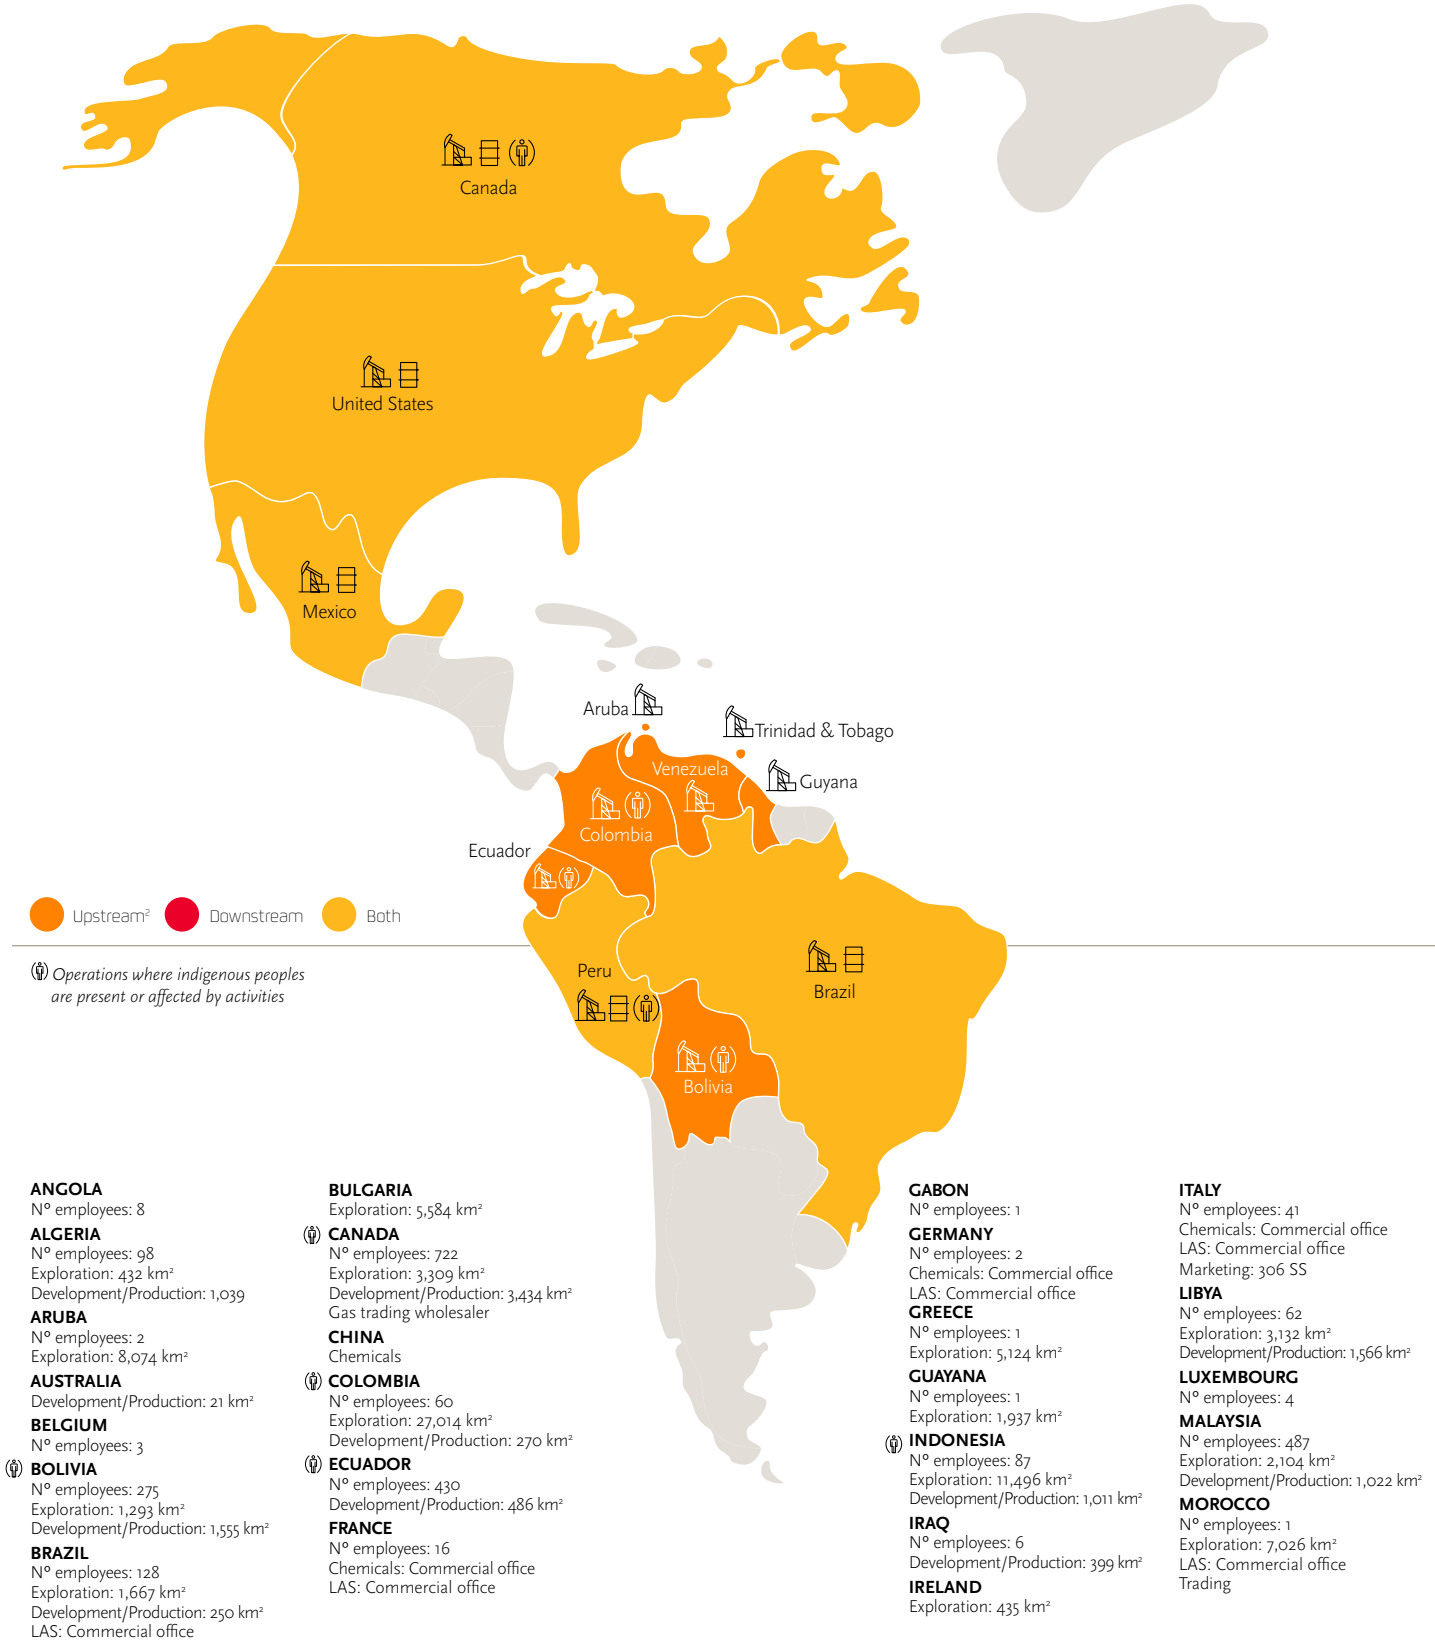 Canada
United States
Mexico
Aruba
Trinidad & Tobago
Venezuela
Guyana
Colombia
Ecuador
Upstream² Downstream Both
Operations where indigenous peoples
are present or affected by activities
Peru
Brazil
Bolivia
ANGOLA
Nº employees: 8
ALGERIA
Nº employees: 98
Exploration: 432 km²
Development/Production: 1,039
ARUBA
Nº employees: 2
Exploration: 8,074 km²
AUSTRALIA
Development/Production: 21 km²
BELGIUM
Nº employees: 3
BOLIVIA
Nº employees: 275
Exploration: 1,293 km²
Development/Production: 1,555 km²
BRAZIL
Nº employees: 128
Exploration: 1,667 km²
Development/Production: 250 km²
LAS: Commercial office
BULGARIA
Exploration: 5,584 km²
CANADA
Nº employees: 722
Exploration: 3,309 km²
Development/Production: 3,434 km²
Gas trading wholesaler
CHINA
Chemicals
COLOMBIA
Nº employees: 60
Exploration: 27,014 km²
Development/Production: 270 km²
ECUADOR
Nº employees: 430
Development/Production: 486 km²
FRANCE
Nº employees: 16
Chemicals: Commercial office
LAS: Commercial office
GABON
Nº employees: 1
GERMANY
Nº employees: 2
Chemicals: Commercial office
LAS: Commercial office
GREECE
Nº employees: 1
Exploration: 5,124 km²
GUAYANA
Nº employees: 1
Exploration: 1,937 km²
INDONESIA
Nº employees: 87
Exploration: 11,496 km²
Development/Production: 1,011 km²
IRAQ
Nº employees: 6
Development/Production: 399 km²
IRELAND
Exploration: 435 km²
ITALY
Nº employees: 41
Chemicals: Commercial office
LAS: Commercial office
Marketing: 306 SS
LIBYA
Nº employees: 62
Exploration: 3,132 km²
Development/Production: 1,566 km²
LUXEMBOURG
Nº employees: 4
MALAYSIA
Nº employees: 487
Exploration: 2,104 km²
Development/Production: 1,022 km²
MOROCCO
Nº employees: 1
Exploration: 7,026 km²
LAS: Commercial office
Trading